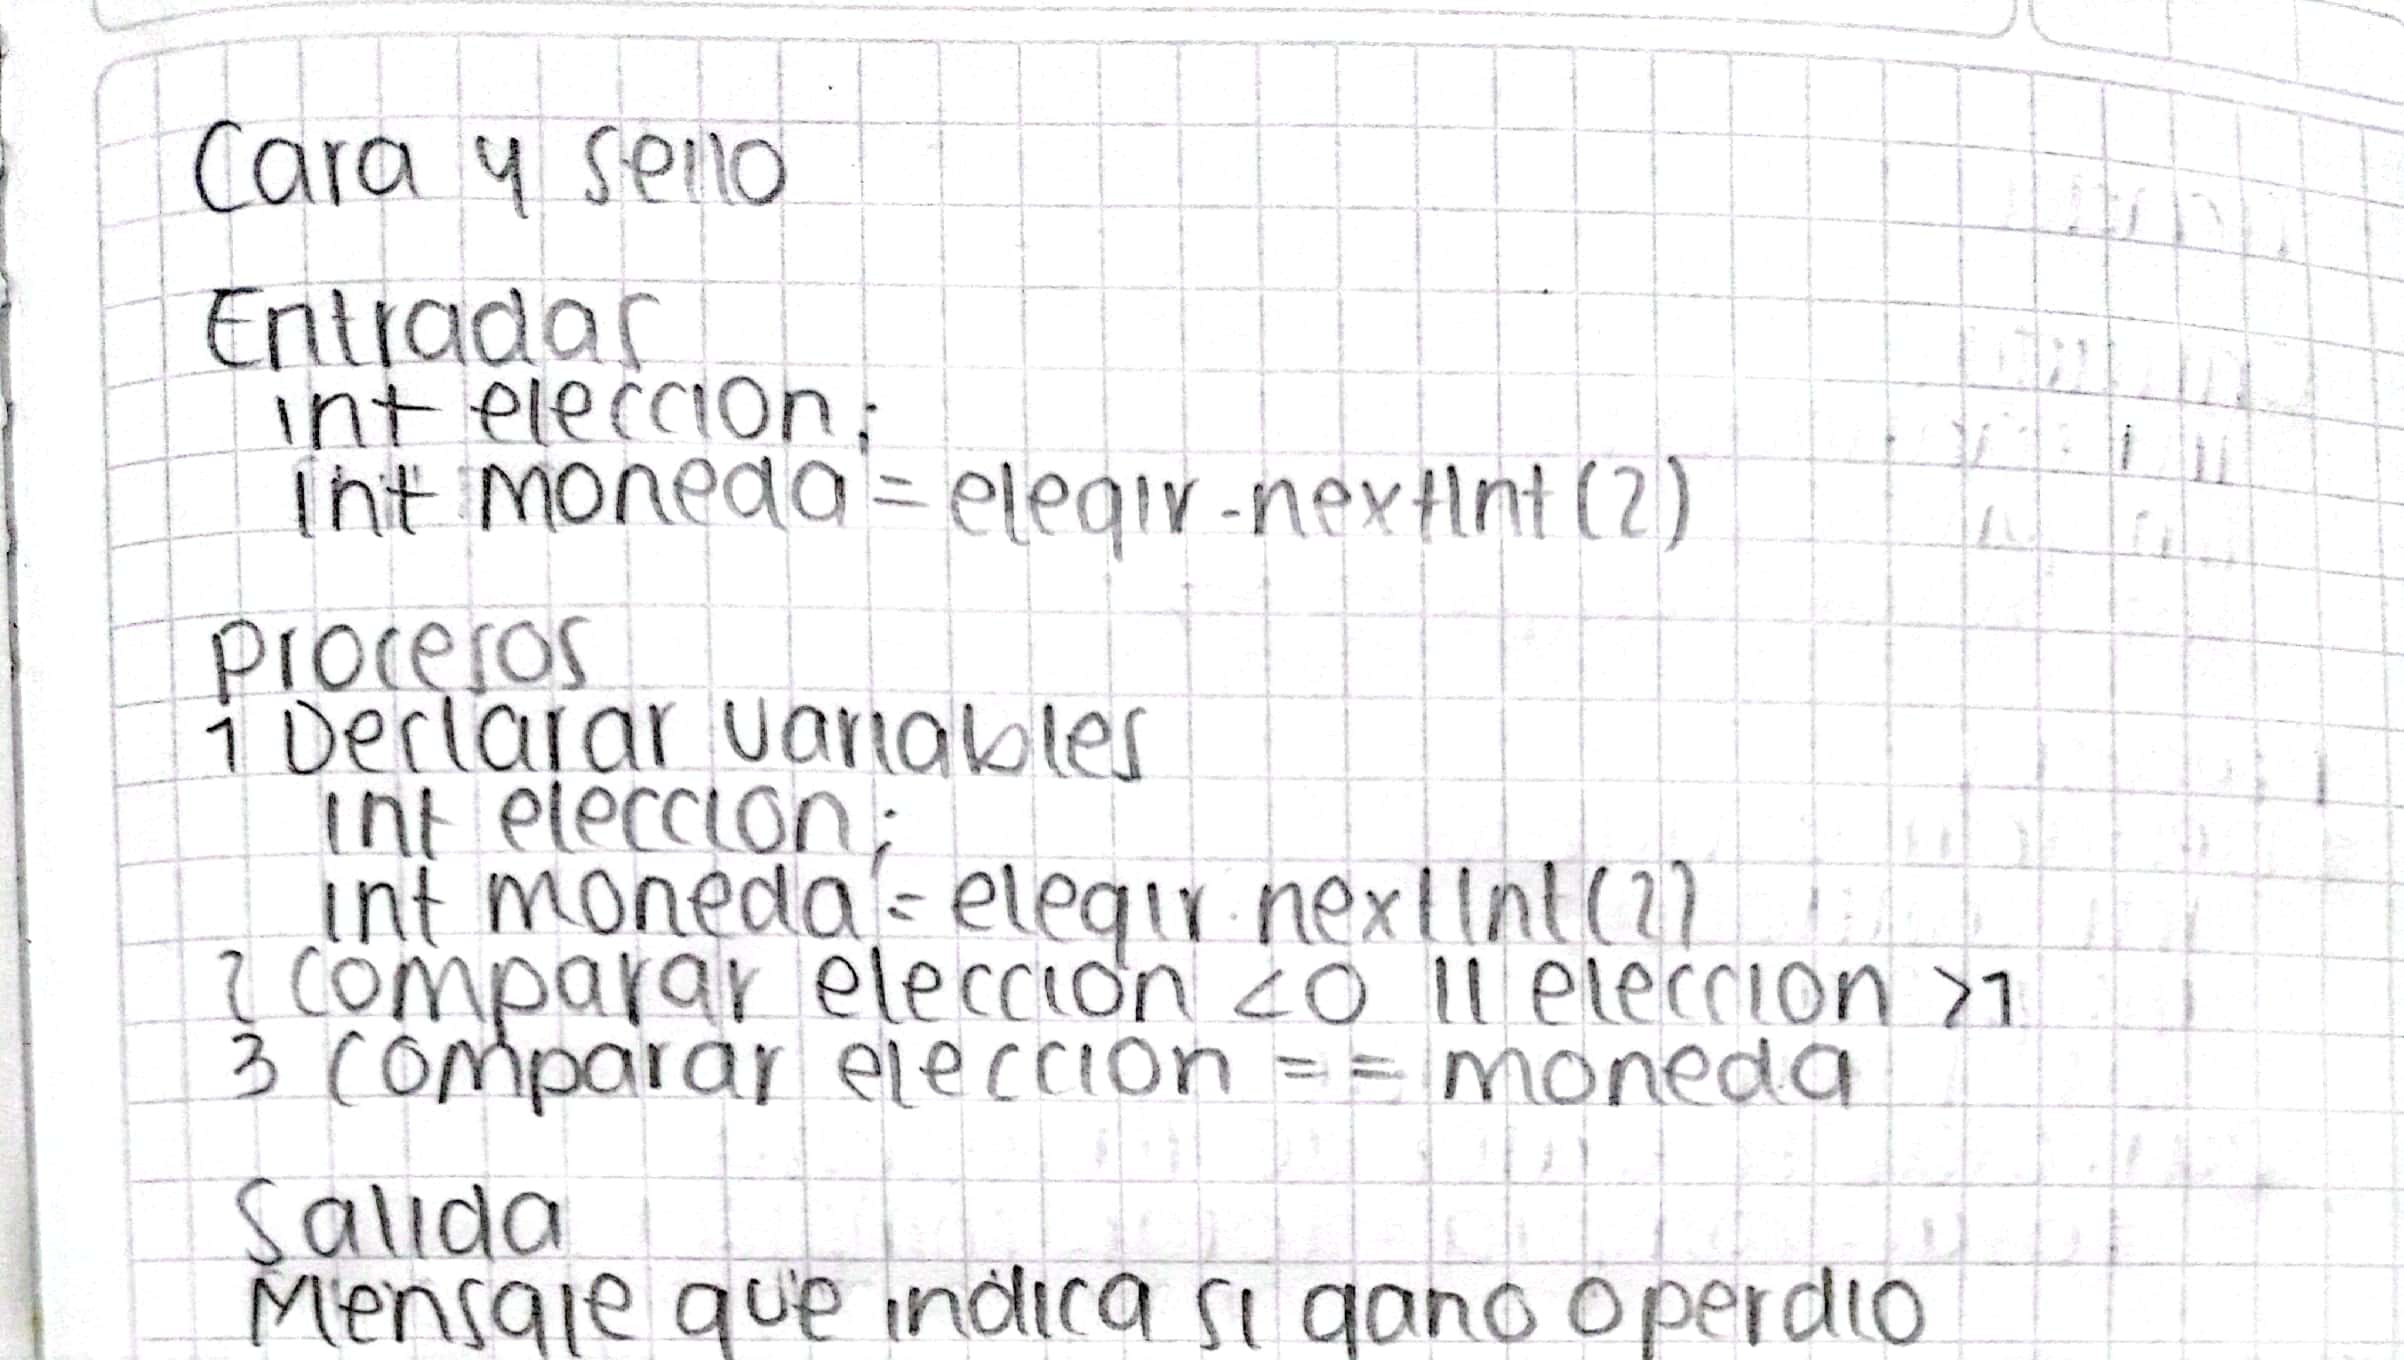 Cara y sello
Entradas
int eleccion;
int moneda = elegir.nextInt(2)
procesos
1 Declarar variables
int eleccion;
int moneda = elegir.nextInt(2)
2 comparar eleccion <0 || eleccion >1
3 comparar eleccion == moneda
Salida
Mensaje que indica si gano o perdio